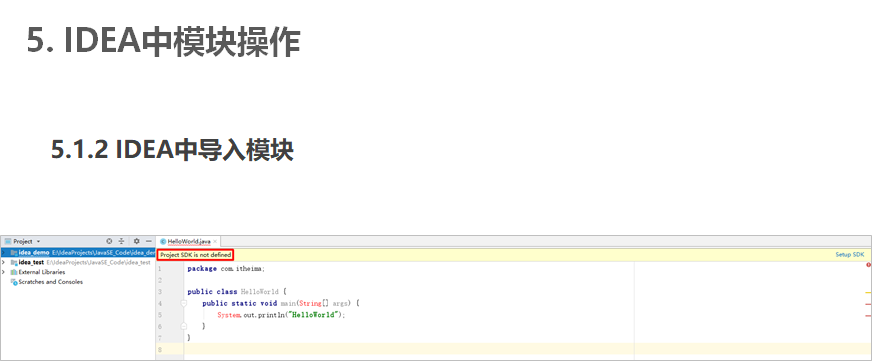 5. IDEA中模块操作
5.1.2 IDEA中导入模块
Project
HelloWorld.java
idea_demo E:\IdeaProjects\JavaSE_Code\idea_den
Project SDK is not defined
Setup SDK
idea_test E:\IdeaProjects\JavaSE_Code\idea_test
External Libraries
Scratches and Consoles
1 package com.itheima;
2
3 public class HelloWorld {
4 public static void main(String[] args) {
5 System.out.println("HelloWorld");
6 }
7 }
8